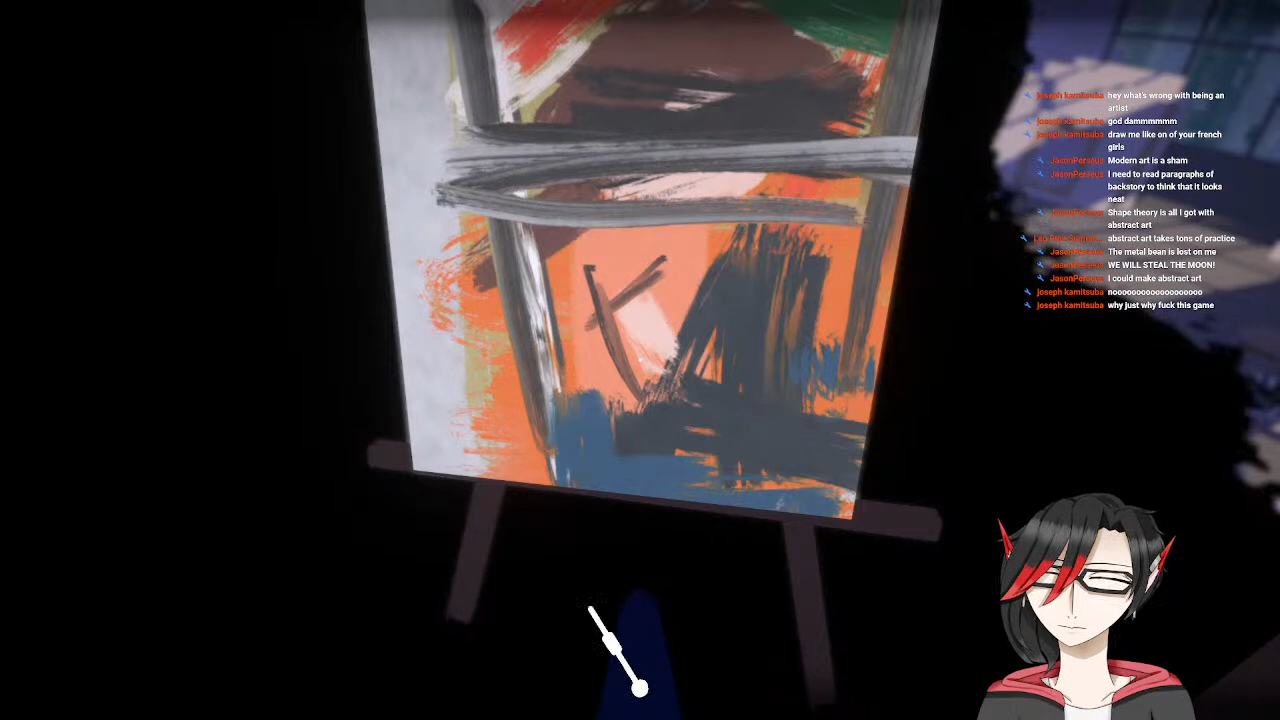 joseph kamitsuba hey what's wrong with being an
artist
joseph kamitsuba god dammmmmm
joseph kamitsuba draw me like on of your french
girls
JasonPerseus Modern art is a sham
JasonPerseus I need to read paragraphs of
backstory to think that it looks
neat
JasonPerseus Shape theory is all I got with
abstract art
abstract art takes tons of practice
JasonPerseus The metal bean is lost on me
JasonPerseus WE WILL STEAL THE MOON!
JasonPerseus I could make abstract art
joseph kamitsuba nooooooooooooooooooo
joseph kamitsuba why just why fuck this game